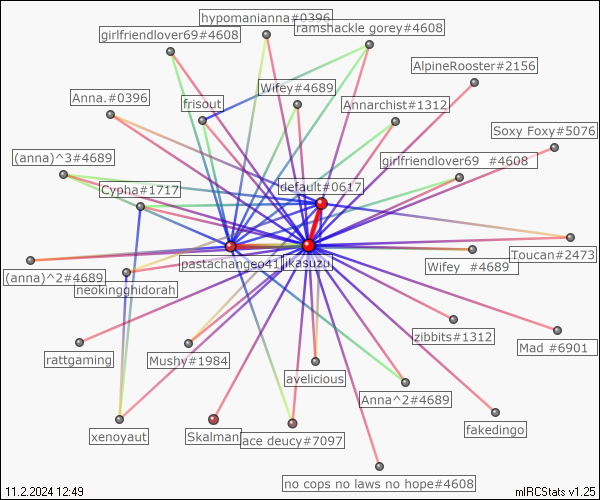 hypomanianna#0396
ramshackle gorey#4608
girlfriendlover69#4608
AlpineRooster#2156
Wifey#4689
Anna.#0396
frisout
Annarchist#1312
Soxy Foxy#5076
(anna)^3#4689
girlfriendlover69 #4608
Cypha#1717
default#0617
Toucan#2473
pastachangeo41
likasuzu
Wifey #4689
(anna)^2#4689
neokingghidorah
zibbits#1312
Mad #6901
rattgaming
Mushy#1984
avelicious
Anna^2#4689
fakedingo
xenoyaut
Skalman
ace deucy#7097
no cops no laws no hope#4608
11.2.2024 12:49
mIRCStats v1.25